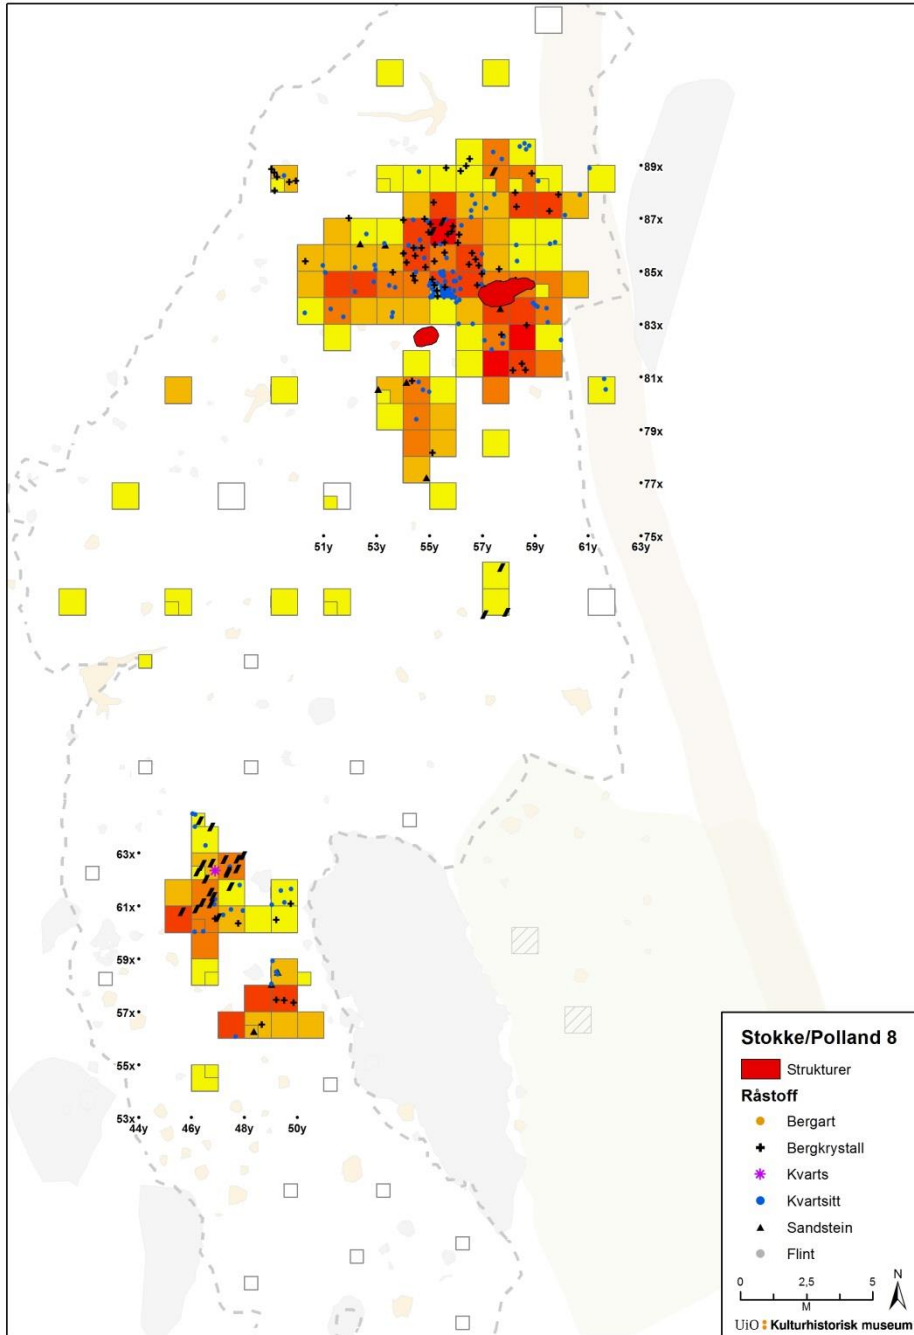 89x
87x
85x
83x
81x
79x
77x
75x
51y 53y 55y 57y 59y 61y 63y
63x
61x
59x
57x
55x
53x
44y 46y 48y 50y
Stokke/Polland 8
Strukturer
Råstoff
Bergart
Bergkrystall
Kvarts
Kvartsitt
Sandstein
Flint
N
0 2,5 5
M
UiO Kulturhistorisk museum